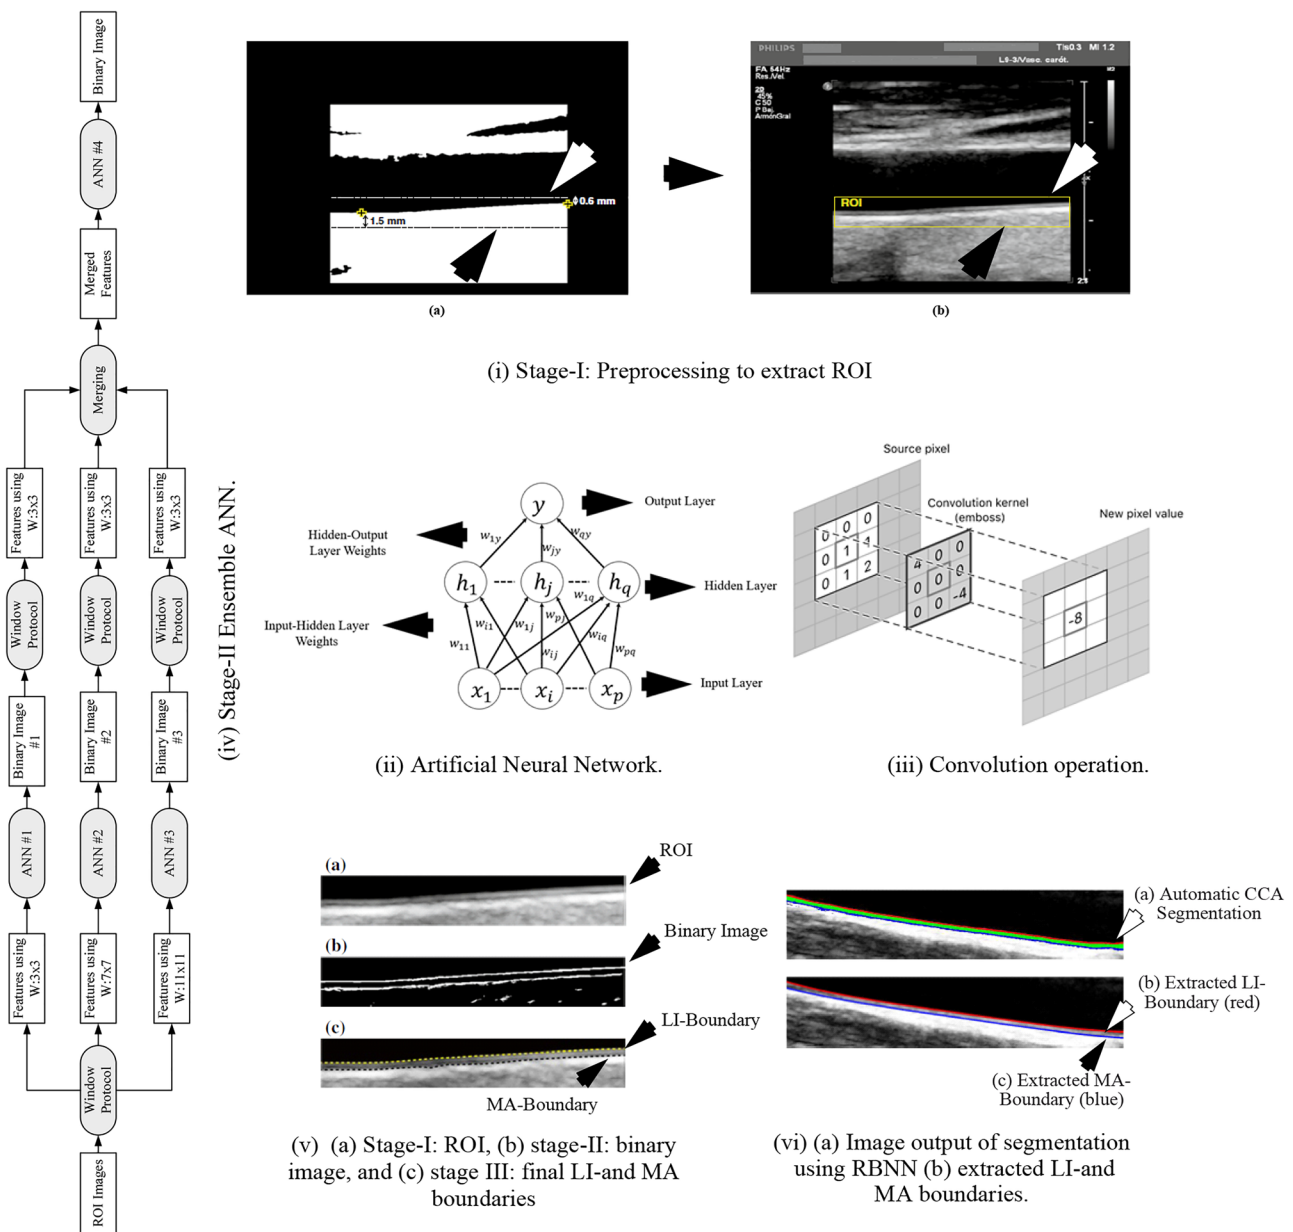 ROI Images
Window
Protocol
Features using
W:3x3
Features using
W:7x7
Features using
W:11x11
ANN #1
ANN #2
ANN #3
Binary Image
#1
Binary Image
#2
Binary Image
#3
Window
Protocol
Window
Protocol
Window
Protocol
Features using
W:3x3
Features using
W:3x3
Features using
W:3x3
Merging
Merged
Features
ANN #4
Binary Image
(iv) Stage-II Ensemble ANN.
0.6 mm
1.5 mm
(a)
PHILIPS
TIs0.3 MI 1.2
L9-3/Vasc. carót.
FA 54Hz
Res./Vel.
2D
45%
C 50
P Baj.
ArmónGral
M3
ROI
(b)
(i) Stage-I: Preprocessing to extract ROI
y
Output Layer
Hidden-Output
Layer Weights
w1y
wjy
wqy
h1
hj
hq
Hidden Layer
Input-Hidden Layer
Weights
w11
wi1
w1j
wpj
w1q
wij
wiq
wpq
x1
xi
xp
Input Layer
(ii) Artificial Neural Network.
Source pixel
Convolution kernel
(emboss)
New pixel value
0 0 0
0 1 1
0 1 2
4 0 0
0 0 0
0 0 -4
-8
(iii) Convolution operation.
(a)
ROI
(b)
Binary Image
(c)
LI-Boundary
MA-Boundary
(v) (a) Stage-I: ROI, (b) stage-II: binary
image, and (c) stage III: final LI-and MA
boundaries
(a) Automatic CCA
Segmentation
(b) Extracted LI-
Boundary (red)
(c) Extracted MA-
Boundary (blue)
(vi) (a) Image output of segmentation
using RBNN (b) extracted LI-and
MA boundaries.